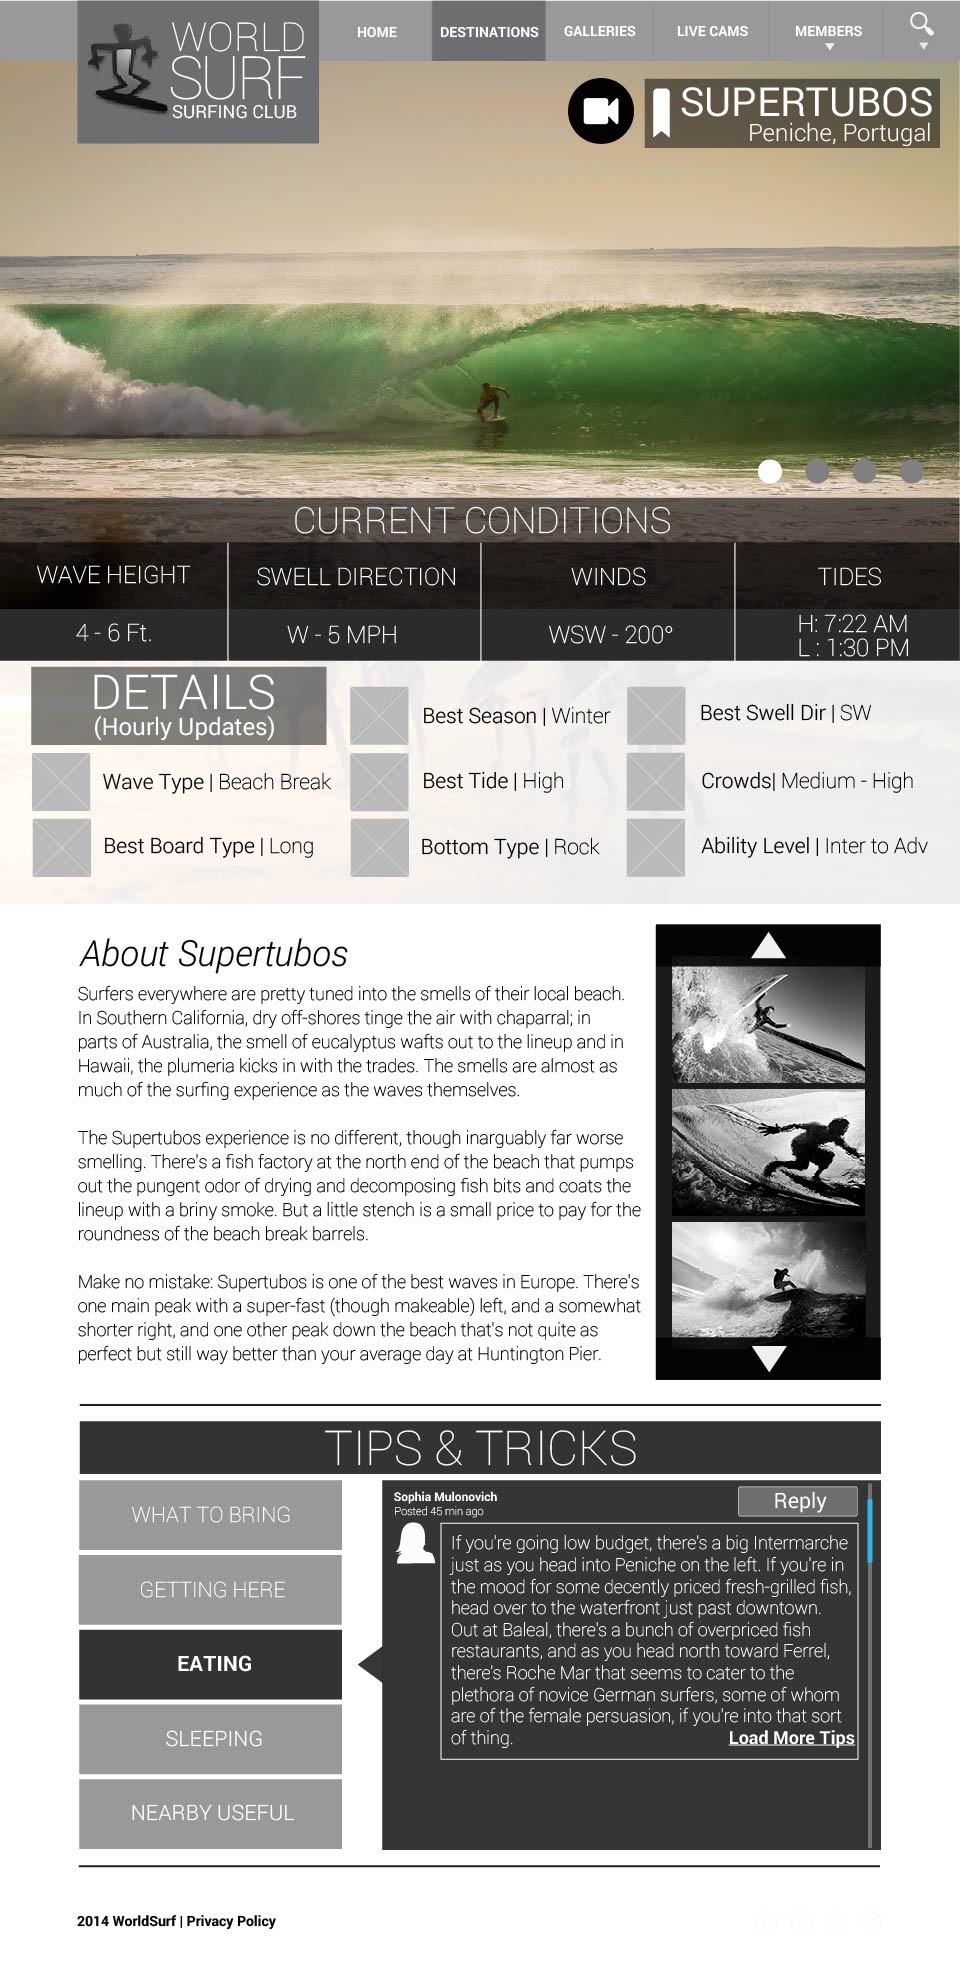 WORLD
SURF
SURFING CLUB
HOME
DESTINATIONS
GALLERIES
LIVE CAMS
MEMBERS
SUPERTUBOS
Peniche, Portugal
CURRENT CONDITIONS
WAVE HEIGHT
SWELL DIRECTION
WINDS
TIDES
4 - 6 Ft.
W - 5 MPH
WSW - 200°
H: 7:22 AM
L : 1:30 PM
DETAILS
(Hourly Updates)
Best Season | Winter
Best Swell Dir | SW
Wave Type | Beach Break
Best Tide | High
Crowds| Medium - High
Best Board Type | Long
Bottom Type | Rock
Ability Level | Inter to Adv
About Supertubos
Surfers everywhere are pretty tuned into the smells of their local beach.
In Southern California, dry off-shores tinge the air with chaparral; in
parts of Australia, the smell of eucalyptus wafts out to the lineup and in
Hawaii, the plumeria kicks in with the trades. The smells are almost as
much of the surfing experience as the waves themselves.
The Supertubos experience is no different, though inarguably far worse
smelling. There's a fish factory at the north end of the beach that pumps
out the pungent odor of drying and decomposing fish bits and coats the
lineup with a briny smoke. But a little stench is a small price to pay for the
roundness of the beach break barrels.
Make no mistake: Supertubos is one of the best waves in Europe. There's
one main peak with a super-fast (though makeable) left, and a somewhat
shorter right, and one other peak down the beach that's not quite as
perfect but still way better than your average day at Huntington Pier.
TIPS & TRICKS
WHAT TO BRING
GETTING HERE
EATING
SLEEPING
NEARBY USEFUL
Sophia Mulonovich
Posted 45 min ago
Reply
If you're going low budget, there's a big Intermarche
just as you head into Peniche on the left. If you're in
the mood for some decently priced fresh-grilled fish,
head over to the waterfront just past downtown.
Out at Baleal, there's a bunch of overpriced fish
restaurants, and as you head north toward Ferrel,
there's Roche Mar that seems to cater to the
plethora of novice German surfers, some of whom
are of the female persuasion, if you're into that sort
of thing.
Load More Tips
2014 WorldSurf | Privacy Policy